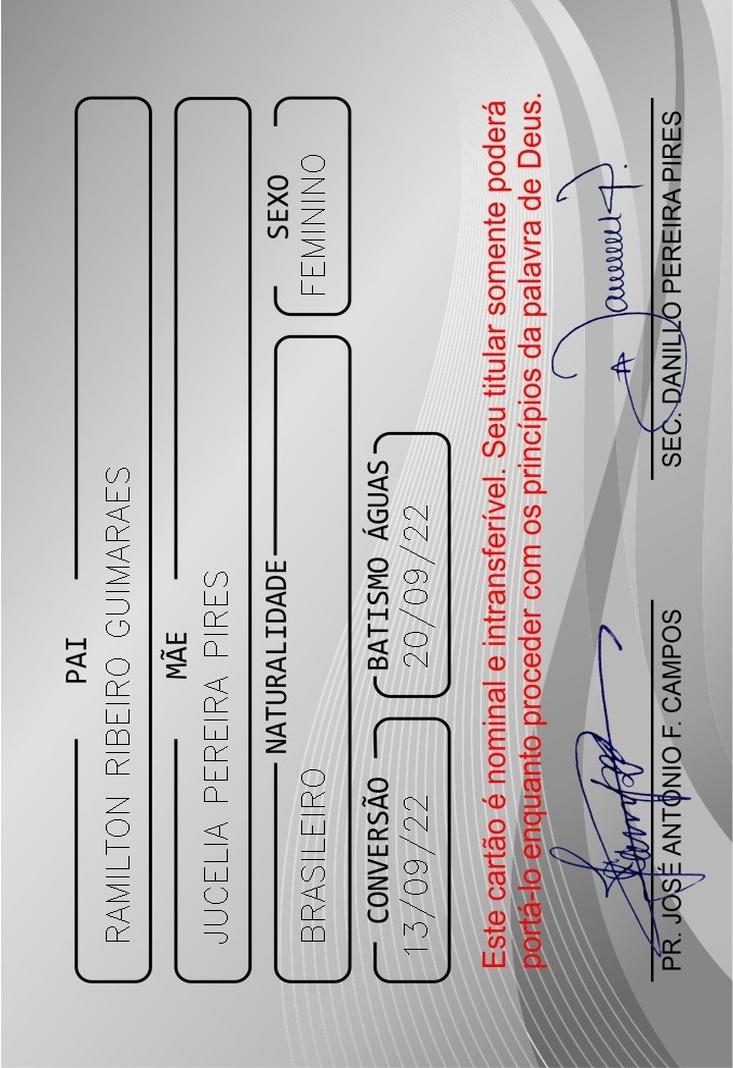 PAI
RAMILTON RIBEIRO GUIMARAES
MÃE
JUCELIA PEREIRA PIRES
NATURALIDADE
BRASILEIRO
SEXO
FEMININO
CONVERSÃO
13/09/22
BATISMO ÁGUAS
20/09/22
Este cartão é nominal e intransferível. Seu titular somente poderá
portá-lo enquanto proceder com os princípios da palavra de Deus.
PR. JOSÉ ANTONIO F. CAMPOS
SEC. DANILLO PEREIRA PIRES